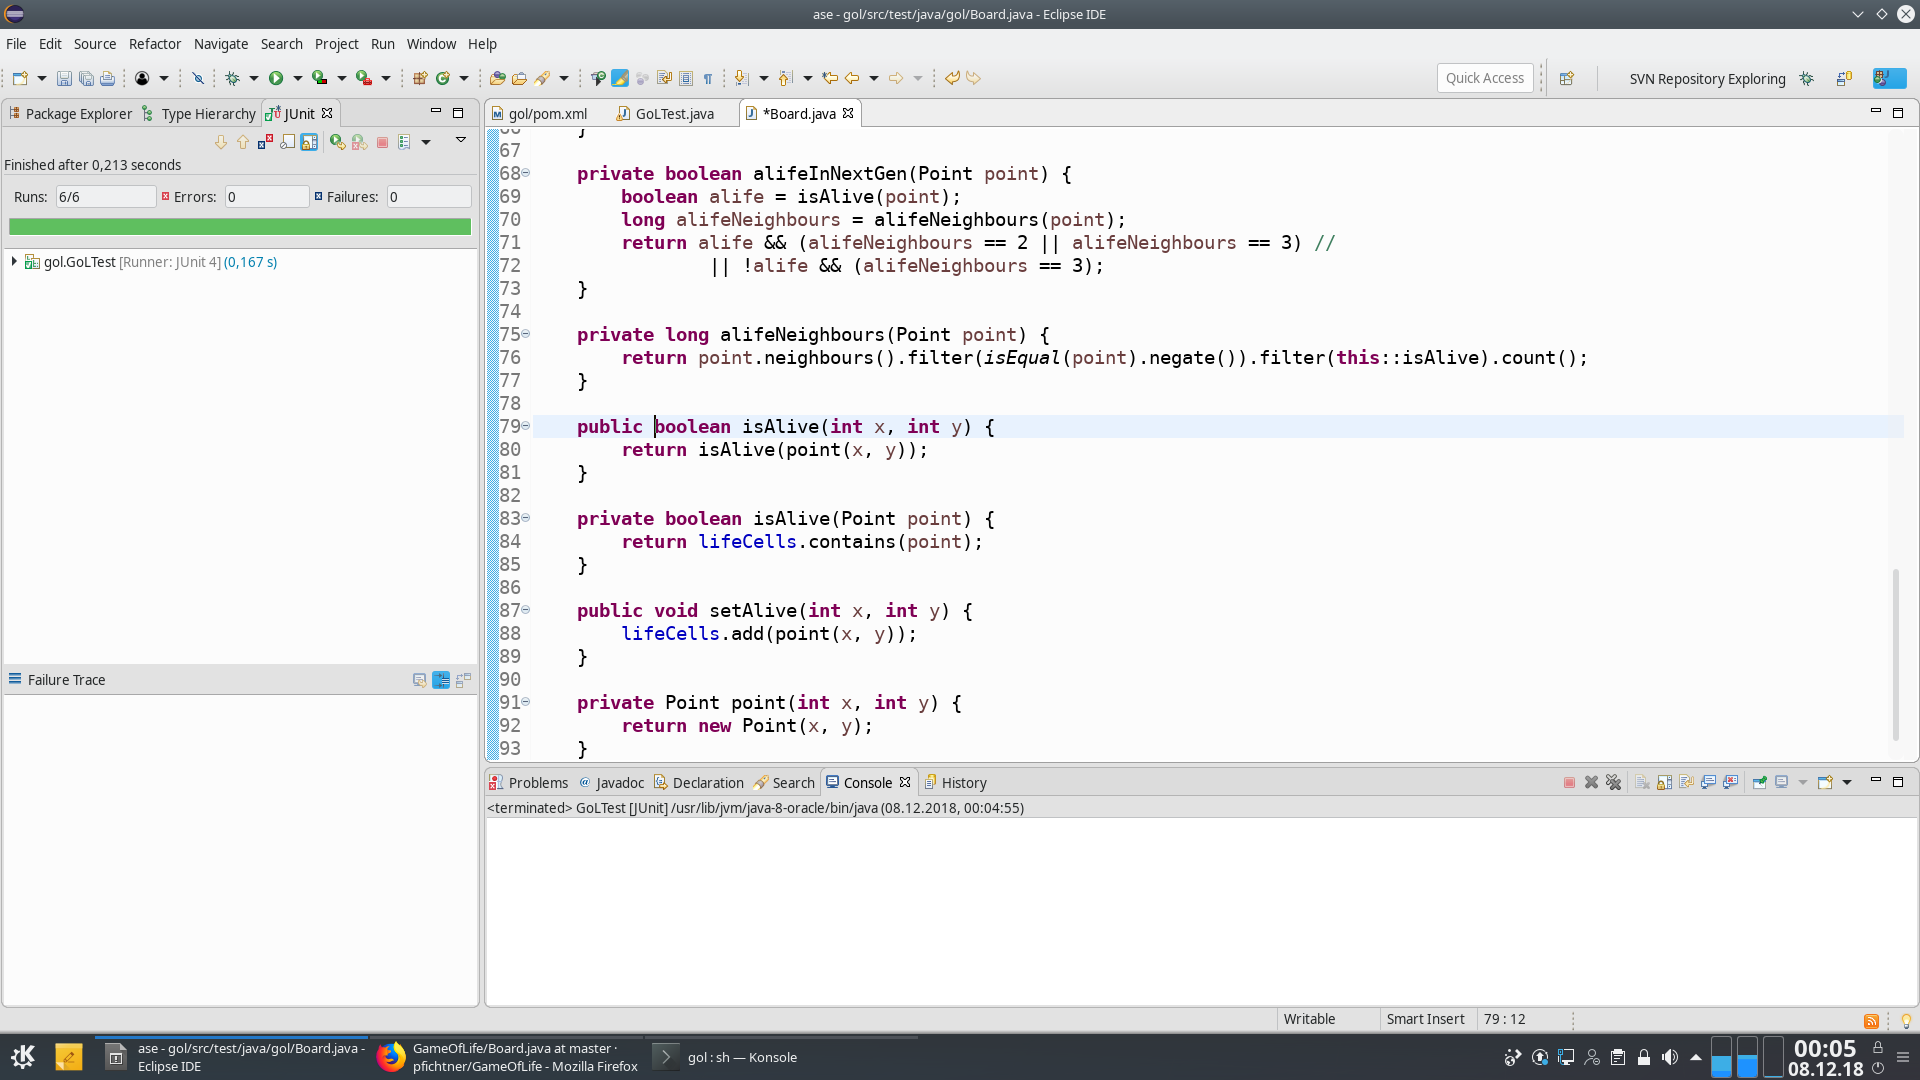 ase - gol/src/test/java/gol/Board.java - Eclipse IDE
File Edit Source Refactor Navigate Search Project Run Window Help
Quick Access
SVN Repository Exploring
Package Explorer Type Hierarchy JUnit
Finished after 0,213 seconds
Runs: 6/6 Errors: 0 Failures: 0
gol.GoLTest [Runner: JUnit 4] (0,167 s)
Failure Trace
gol/pom.xml GoLTest.java *Board.java
66 }
67
68 private boolean alifeInNextGen(Point point) {
69 boolean alife = isAlive(point);
70 long alifeNeighbours = alifeNeighbours(point);
71 return alife && (alifeNeighbours == 2 || alifeNeighbours == 3) //
72 || !alife && (alifeNeighbours == 3);
73 }
74
75 private long alifeNeighbours(Point point) {
76 return point.neighbours().filter(isEqual(point).negate()).filter(this::isAlive).count();
77 }
78
79 public boolean isAlive(int x, int y) {
80 return isAlive(point(x, y));
81 }
82
83 private boolean isAlive(Point point) {
84 return lifeCells.contains(point);
85 }
86
87 public void setAlive(int x, int y) {
88 lifeCells.add(point(x, y));
89 }
90
91 private Point point(int x, int y) {
92 return new Point(x, y);
93 }
Problems Javadoc Declaration Search Console History
<terminated> GoLTest [JUnit] /usr/lib/jvm/java-8-oracle/bin/java (08.12.2018, 00:04:55)
Writable Smart Insert 79 : 12
ase - gol/src/test/java/gol/Board.java -
Eclipse IDE
GameOfLife/Board.java at master ·
pfichtner/GameOfLife - Mozilla Firefox
gol : sh — Konsole
00:05
08.12.18